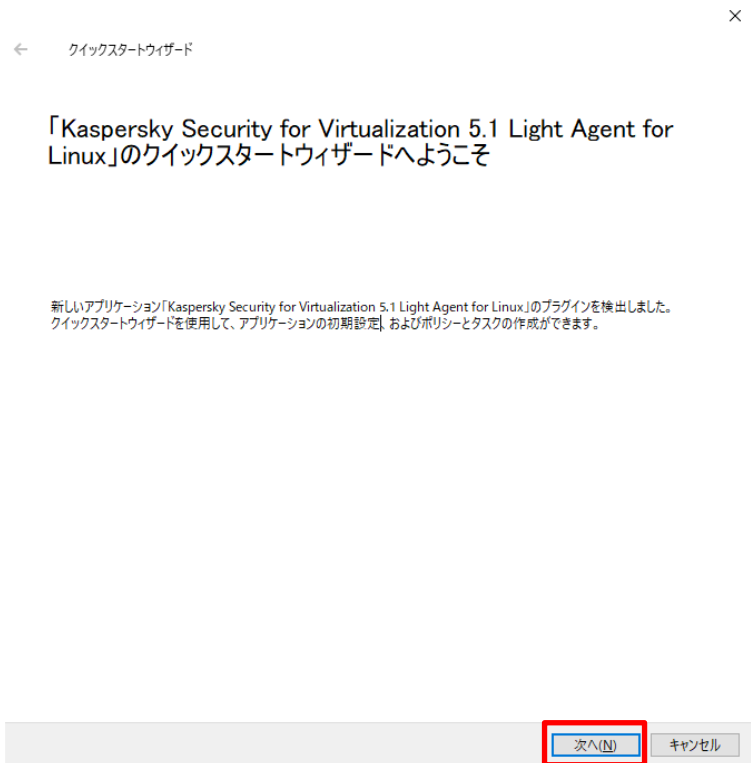 クイックスタートウィザード
「Kaspersky Security for Virtualization 5.1 Light Agent for
Linux」のクイックスタートウィザードへようこそ
新しいアプリケーション「Kaspersky Security for Virtualization 5.1 Light Agent for Linux」のプラグインを検出しました。
クイックスタートウィザードを使用して、アプリケーションの初期設定、およびポリシーとタスクの作成ができます。
次へ(N)
キャンセル